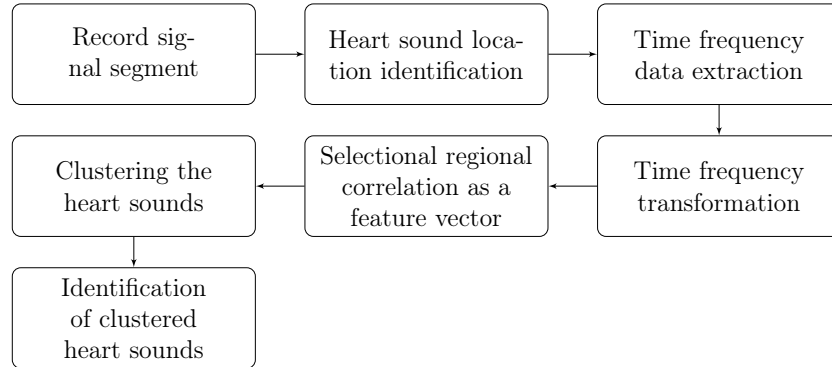 Record sig-
nal segment
Heart sound loca-
tion identification
Time frequency
data extraction
Clustering the
heart sounds
Selectional regional
correlation as a
feature vector
Time frequency
transformation
Identification
of clustered
heart sounds